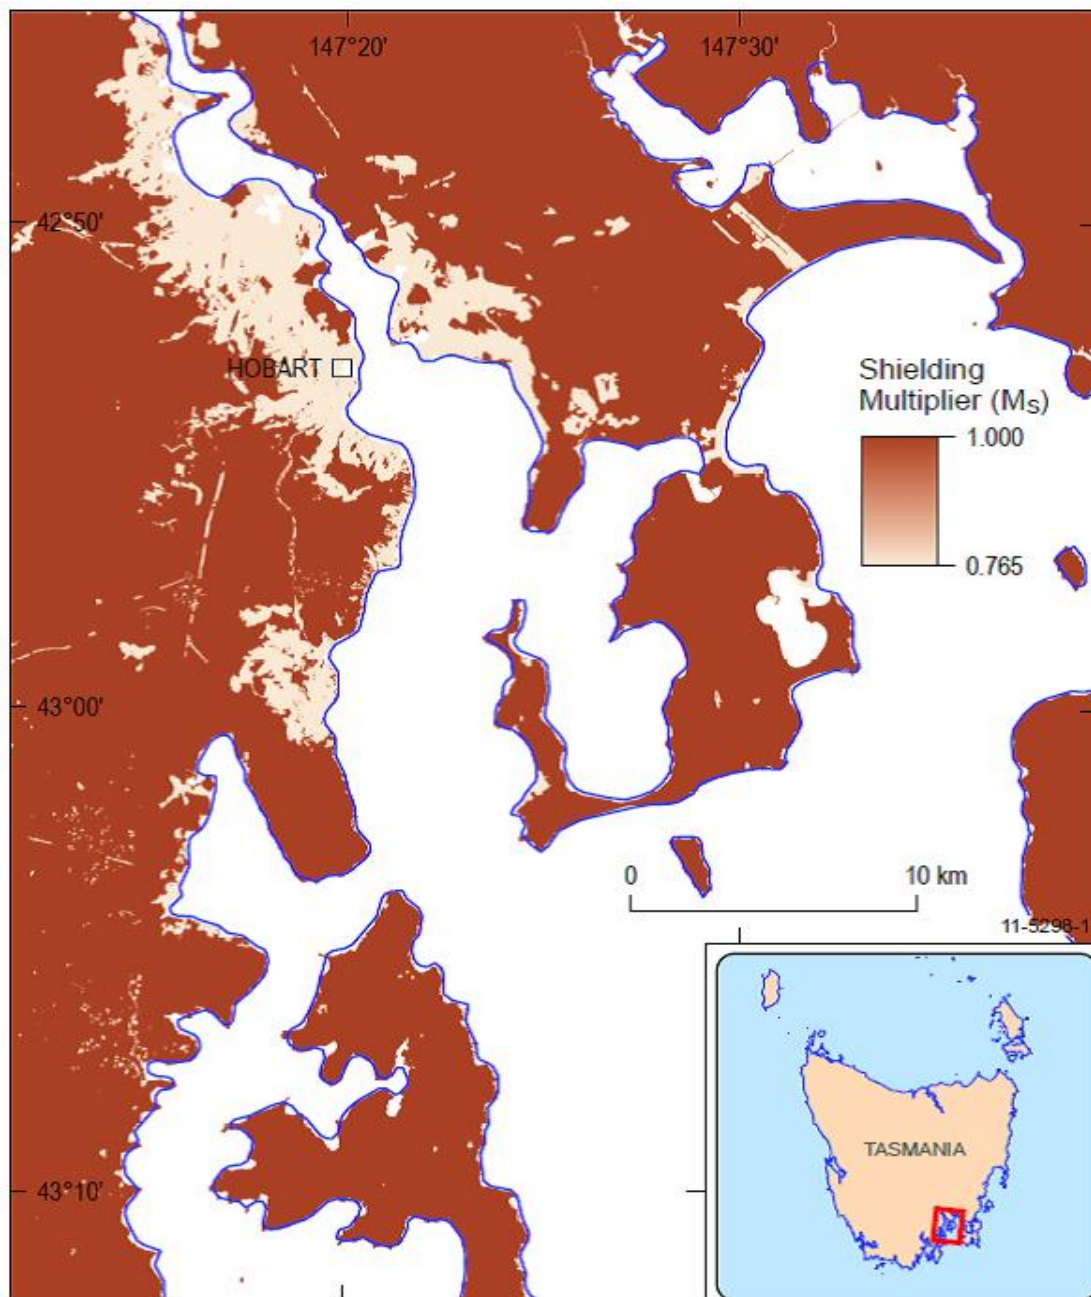 147°20'
147°30'
42°50'
HOBART
Shielding
Multiplier (Ms)
1.000
0.765
43°00'
0
10 km
11-5298-1
TASMANIA
43°10'